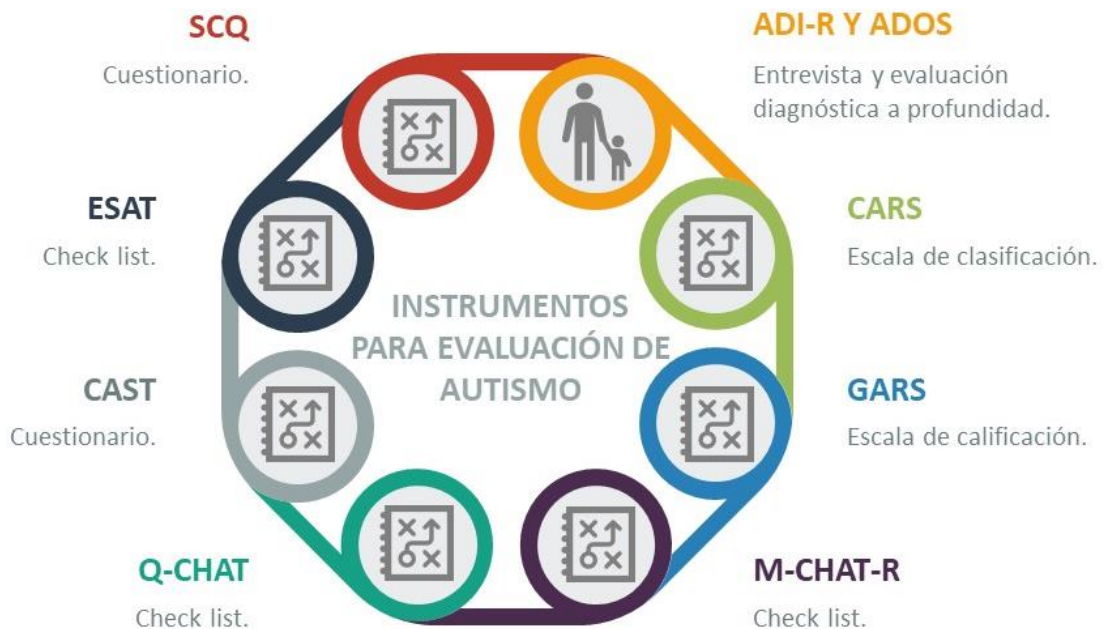 SCQ
Cuestionario.
ADI-R Y ADOS
Entrevista y evaluación
diagnóstica a profundidad.
ESAT
Check list.
CARS
Escala de clasificación.
INSTRUMENTOS
PARA EVALUACIÓN DE
AUTISMO
CAST
Cuestionario.
GARS
Escala de calificación.
Q-CHAT
Check list.
M-CHAT-R
Check list.